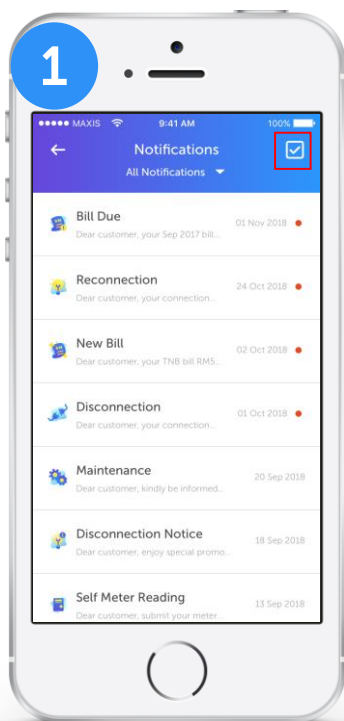 1
MAXIS 9:41 AM 100%
Notifications
All Notifications
Bill Due
01 Nov 2018
Dear customer, your Sep 2017 bill...
Reconnection
24 Oct 2018
Dear customer, your connection...
New Bill
02 Oct 2018
Dear customer, your TNB bill RM5...
Disconnection
01 Oct 2018
Dear customer, your connection...
Maintenance
20 Sep 2018
Dear customer, kindly be informed...
Disconnection Notice
18 Sep 2018
Dear customer, enjoy special promo...
Self Meter Reading
13 Sep 2018
Dear customer, submit your meter